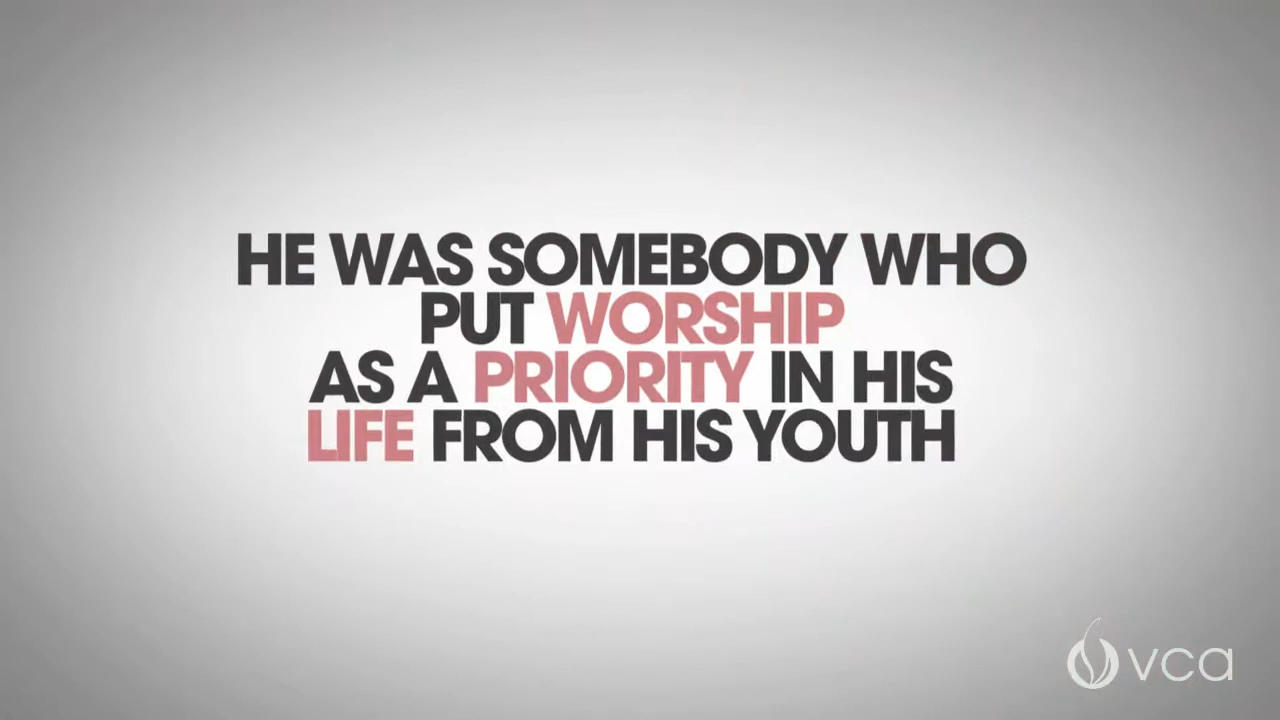 HE WAS SOMEBODY WHO
PUT WORSHIP
AS A PRIORITY IN HIS
LIFE FROM HIS YOUTH
vca